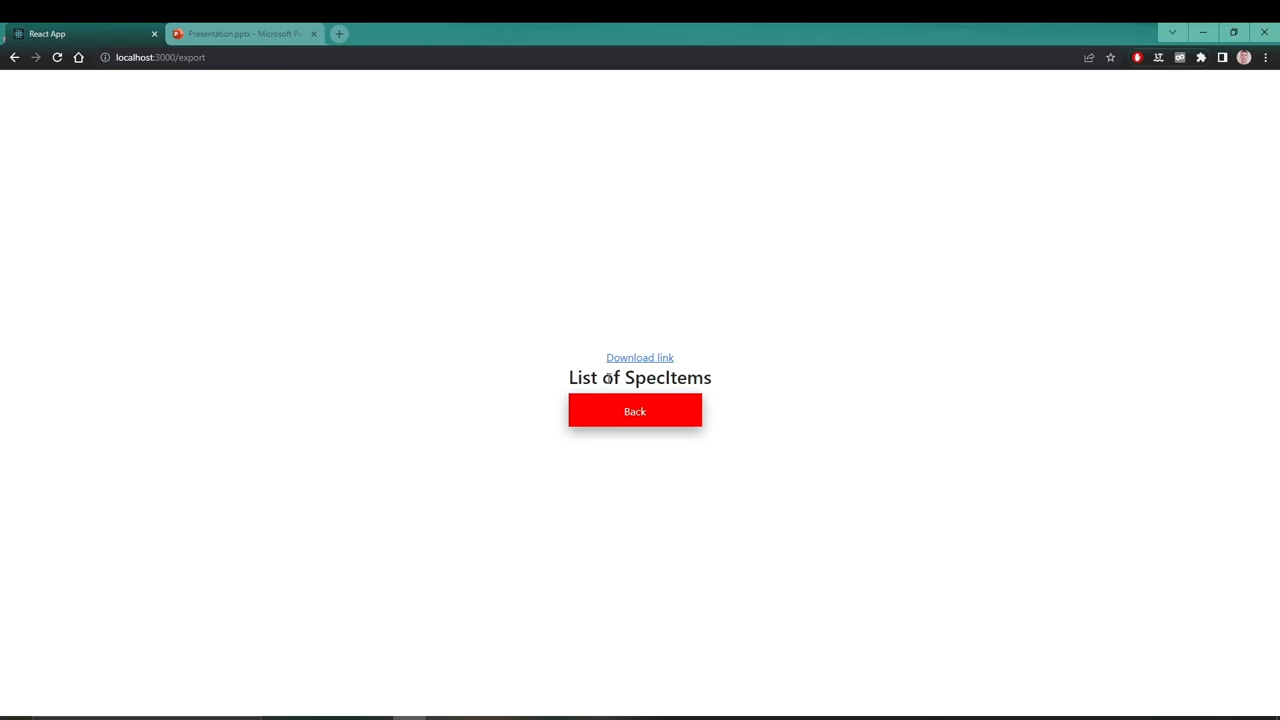 React App
Presentation.pptx - Microsoft Po
localhost:3000/export
Download link
List of SpecItems
Back